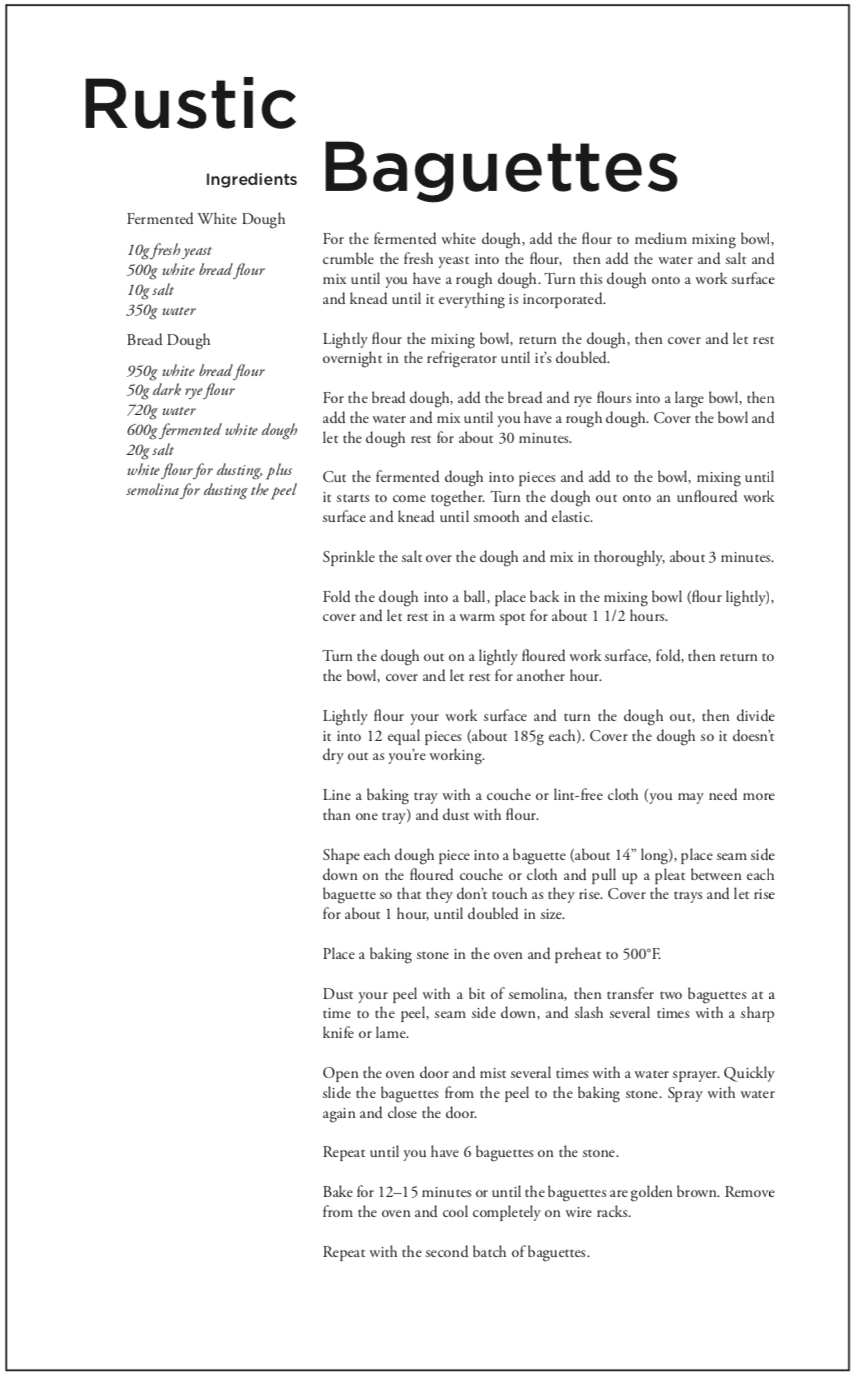 Rustic
Baguettes
Ingredients
Fermented White Dough
10g fresh yeast
500g white bread flour
10g salt
350g water
Bread Dough
950g white bread flour
50g dark rye flour
720g water
600g fermented white dough
20g salt
white flour for dusting, plus
semolina for dusting the peel
For the fermented white dough, add the flour to medium mixing bowl,
crumble the fresh yeast into the flour,  then add the water and salt and
mix until you have a rough dough. Turn this dough onto a work surface
and knead until it everything is incorporated.
Lightly flour the mixing bowl, return the dough, then cover and let rest
overnight in the refrigerator until it’s doubled.
For the bread dough, add the bread and rye flours into a large bowl, then
add the water and mix until you have a rough dough. Cover the bowl and
let the dough rest for about 30 minutes.
Cut the fermented dough into pieces and add to the bowl, mixing until
it starts to come together. Turn the dough out onto an unfloured work
surface and knead until smooth and elastic.
Sprinkle the salt over the dough and mix in thoroughly, about 3 minutes.
Fold the dough into a ball, place back in the mixing bowl (flour lightly),
cover and let rest in a warm spot for about 1 1/2 hours.
Turn the dough out on a lightly floured work surface, fold, then return to
the bowl, cover and let rest for another hour.
Lightly flour your work surface and turn the dough out, then divide
it into 12 equal pieces (about 185g each). Cover the dough so it doesn’t
dry out as you’re working.
Line a baking tray with a couche or lint-free cloth (you may need more
than one tray) and dust with flour.
Shape each dough piece into a baguette (about 14” long), place seam side
down on the floured couche or cloth and pull up a pleat between each
baguette so that they don’t touch as they rise. Cover the trays and let rise
for about 1 hour, until doubled in size.
Place a baking stone in the oven and preheat to 500°F.
Dust your peel with a bit of semolina, then transfer two baguettes at a
time to the peel, seam side down, and slash several times with a sharp
knife or lame.
Open the oven door and mist several times with a water sprayer. Quickly
slide the baguettes from the peel to the baking stone. Spray with water
again and close the door.
Repeat until you have 6 baguettes on the stone.
Bake for 12–15 minutes or until the baguettes are golden brown. Remove
from the oven and cool completely on wire racks.
Repeat with the second batch of baguettes.